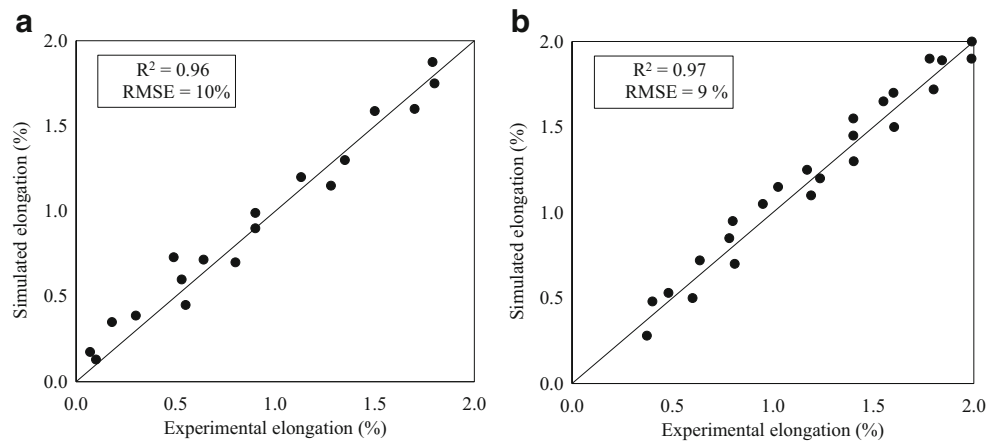 a
R² = 0.96
RMSE = 10%
Simulated elongation (%)
2.0
1.5
1.0
0.5
0.0
0.0 0.5 1.0 1.5 2.0
Experimental elongation (%)
b
R² = 0.97
RMSE = 9 %
Simulated elongation (%)
2.0
1.5
1.0
0.5
0.0
0.0 0.5 1.0 1.5 2.0
Experimental elongation (%)